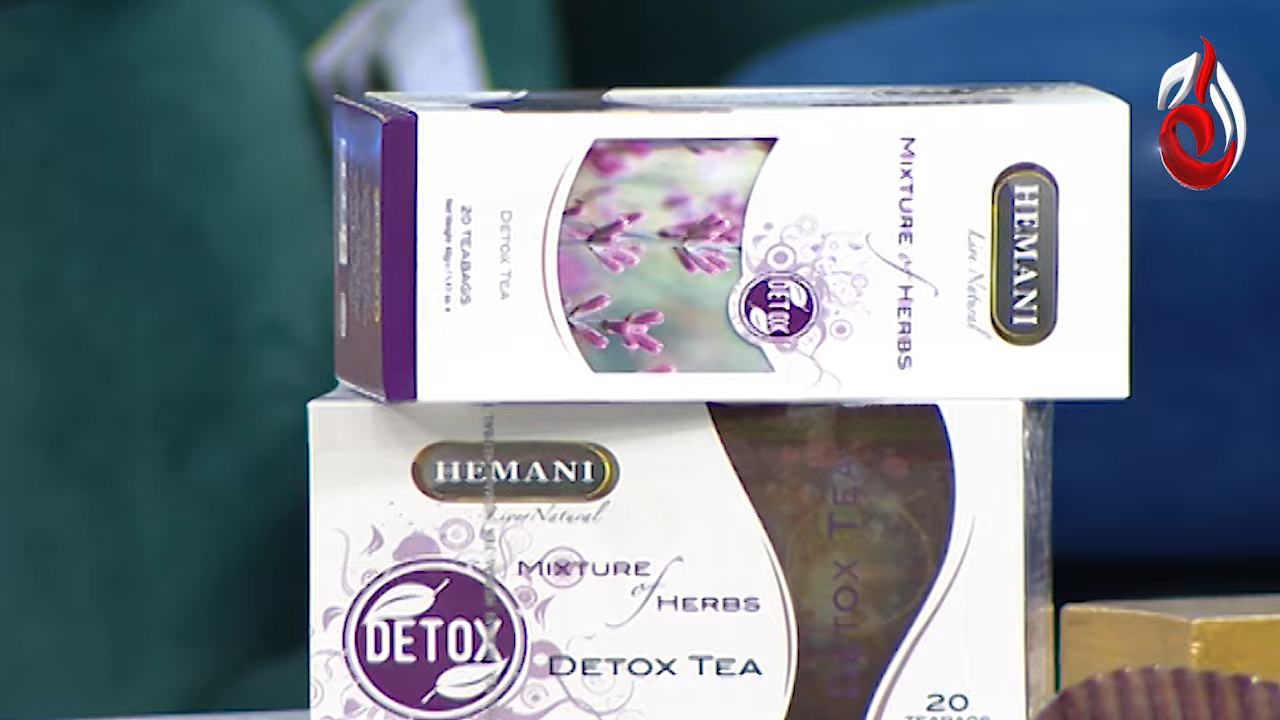 HEMANI
Live Natural
MIXTURE of HERBS
DETOX
DETOX TEA
20 TEABAGS
HEMANI
Live Natural
MIXTURE
of
HERBS
DETOX
DETOX TEA
DETOX TEA
20
TEABAGS